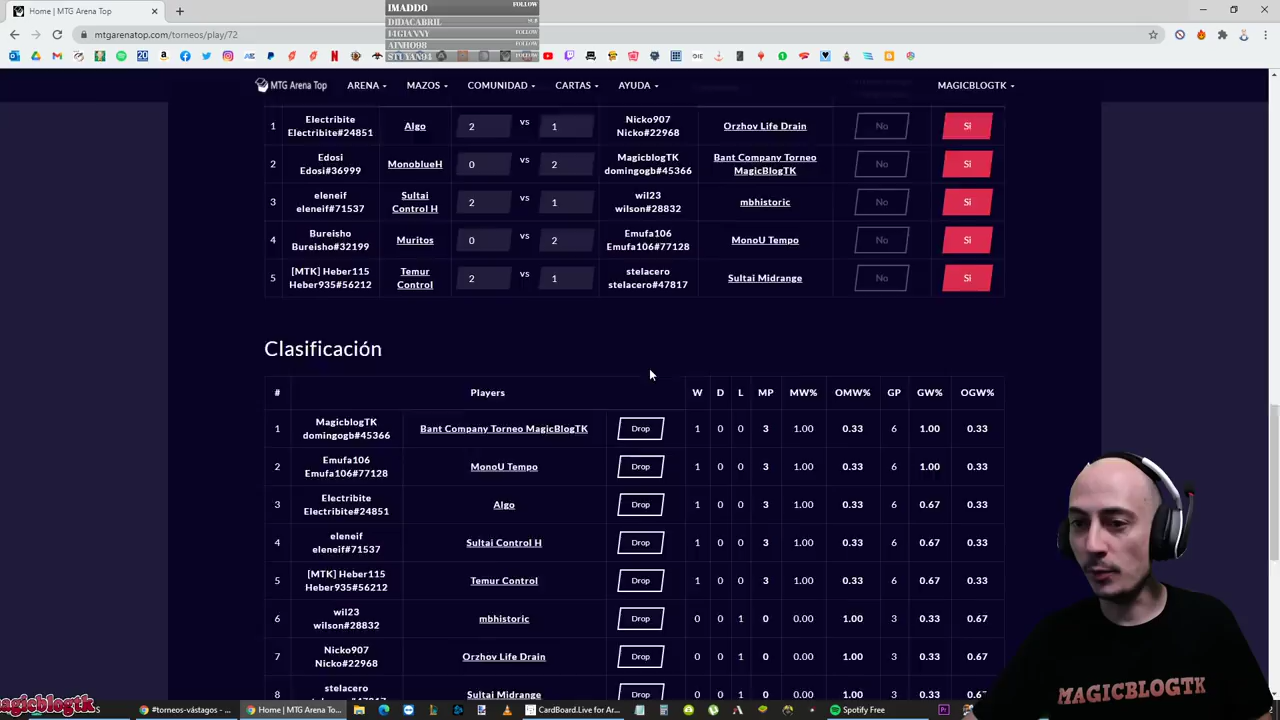 Home | MTG Arena Top
mtgarenatop.com/torneos/play/72
IMADDO FOLLOW
DIDACABRIL
I4GIANNY FOLLOW
AJNHO98 FOLLOW
STUYAN93 FOLLOW
MTG Arena Top ARENA MAZOS COMUNIDAD CARTAS AYUDA MAGICBLOGTK
1 Electribite Electribite#24851 Algo 2 vs 1 Nicko907 Nicko#22968 Orzhov Life Drain No Si
2 Edosi Edosi#36999 MonoblueH 0 vs 2 MagicblogTK domingogb#45366 Bant Company Torneo MagicBlogTK No Si
3 eleneif eleneif#71537 Sultai Control H 2 vs 1 wil23 wilson#28832 mbhistoric No Si
4 Bureisho Bureisho#32199 Muritos 0 vs 2 Emufa106 Emufa106#77128 MonoU Tempo No Si
5 [MTK] Heber115 Heber935#56212 Temur Control 2 vs 1 stelacero stelacero#47817 Sultai Midrange No Si
Clasificación
# Players W D L MP MW% OMW% GP GW% OGW%
1 MagicblogTK domingogb#45366 Bant Company Torneo MagicBlogTK Drop 1 0 0 3 1.00 0.33 6 1.00 0.33
2 Emufa106 Emufa106#77128 MonoU Tempo Drop 1 0 0 3 1.00 0.33 6 1.00 0.33
3 Electribite Electribite#24851 Algo Drop 1 0 0 3 1.00 0.33 6 0.67 0.33
4 eleneif eleneif#71537 Sultai Control H Drop 1 0 0 3 1.00 0.33 6 0.67 0.33
5 [MTK] Heber115 Heber935#56212 Temur Control Drop 1 0 0 3 1.00 0.33 6 0.67 0.33
6 wil23 wilson#28832 mbhistoric Drop 0 0 1 0 0.00 1.00 3 0.33 0.67
7 Nicko907 Nicko#22968 Orzhov Life Drain Drop 0 0 1 0 0.00 1.00 3 0.33 0.67
8 stelacero Sultai Midrange Drop 0 0 1 0 0.00 1.00 3 0.33
MAGICBLOGTK
magicblogtk
#torneos-vástagos - ... Home | MTG Arena To... CardBoard.Live for Ar... Spotify Free